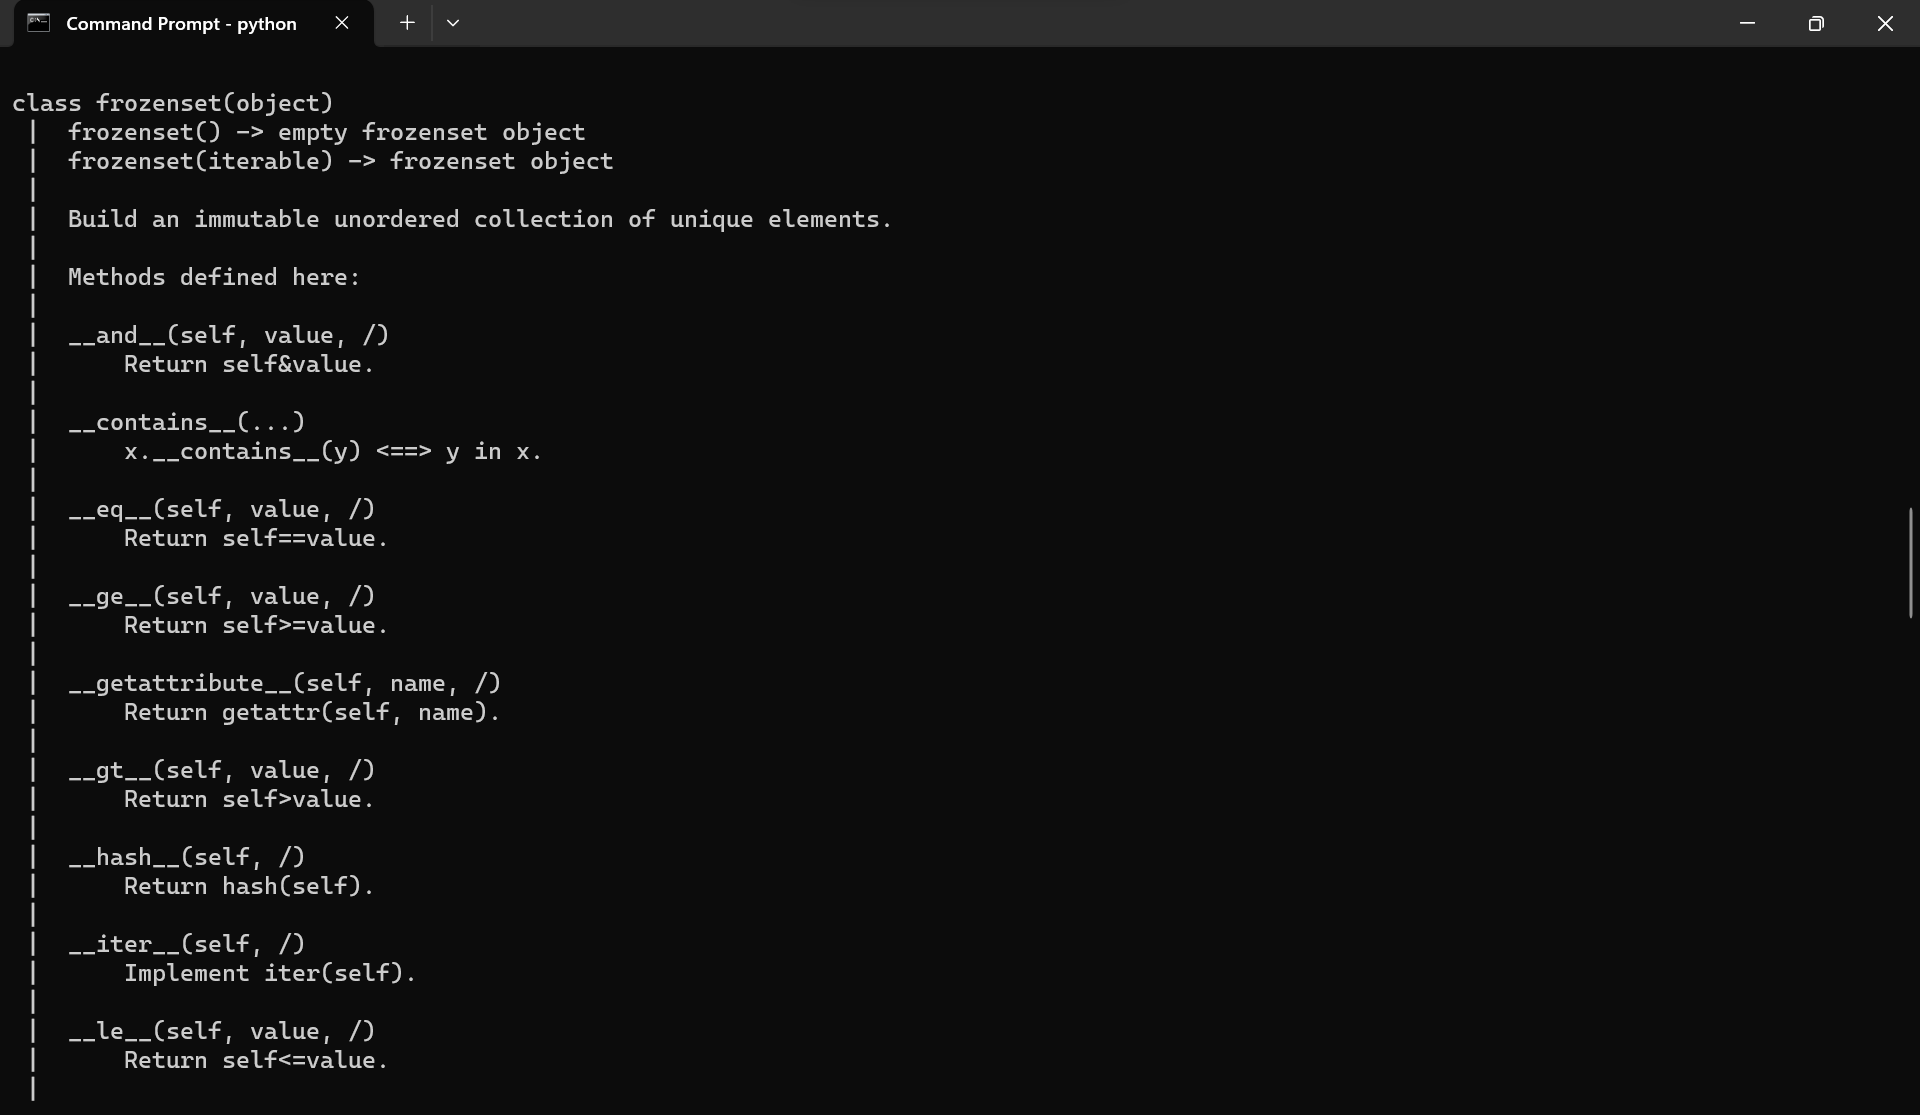 Command Prompt - python
class frozenset(object)
 |  frozenset() -> empty frozenset object
 |  frozenset(iterable) -> frozenset object
 |
 |  Build an immutable unordered collection of unique elements.
 |
 |  Methods defined here:
 |
 |  __and__(self, value, /)
 |      Return self&value.
 |
 |  __contains__(...)
 |      x.__contains__(y) <==> y in x.
 |
 |  __eq__(self, value, /)
 |      Return self==value.
 |
 |  __ge__(self, value, /)
 |      Return self>=value.
 |
 |  __getattribute__(self, name, /)
 |      Return getattr(self, name).
 |
 |  __gt__(self, value, /)
 |      Return self>value.
 |
 |  __hash__(self, /)
 |      Return hash(self).
 |
 |  __iter__(self, /)
 |      Implement iter(self).
 |
 |  __le__(self, value, /)
 |      Return self<=value.
 |